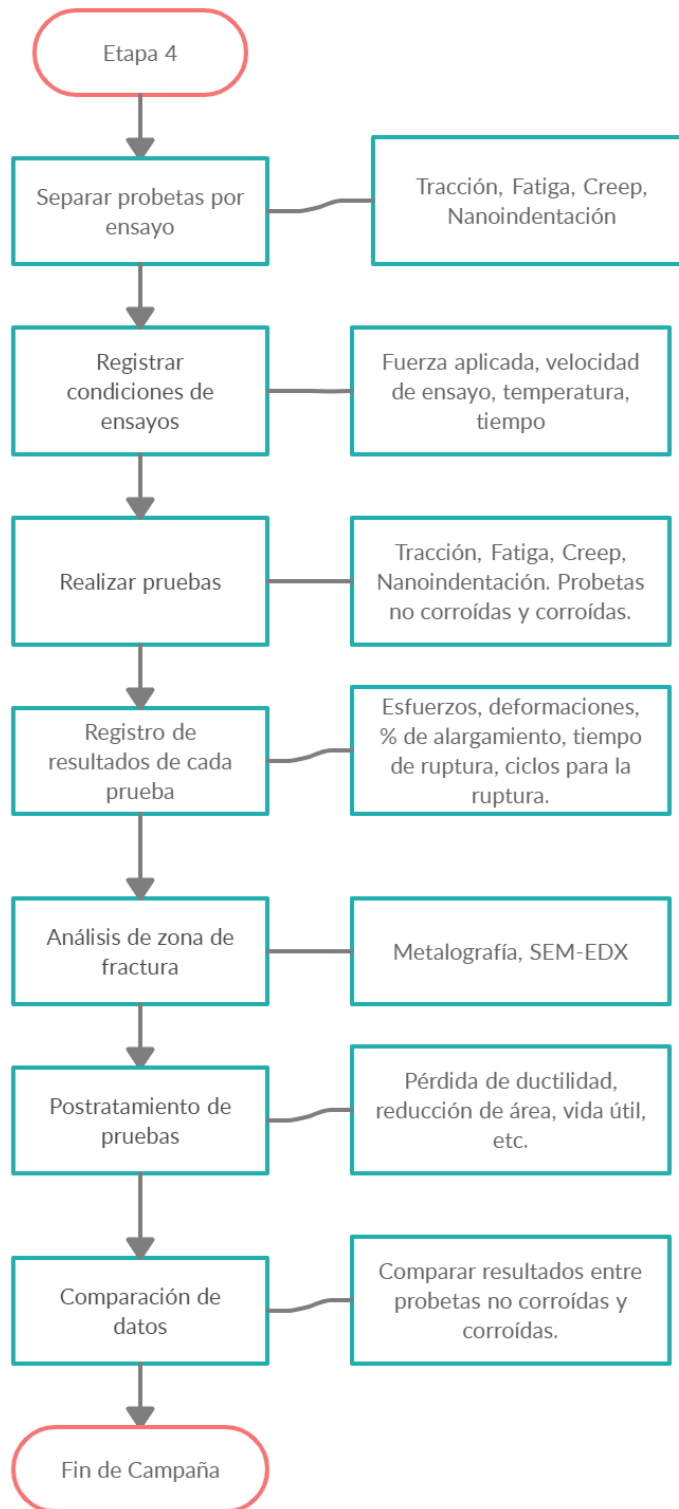 Etapa 4
Separar probetas por
ensayo
Tracción, Fatiga, Creep,
Nanoindentación
Registrar
condiciones de
ensayos
Fuerza aplicada, velocidad
de ensayo, temperatura,
tiempo
Realizar pruebas
Tracción, Fatiga, Creep,
Nanoindentación. Probetas
no corroídas y corroídas.
Registro de
resultados de cada
prueba
Esfuerzos, deformaciones,
% de alargamiento, tiempo
de ruptura, ciclos para la
ruptura.
Análisis de zona de
fractura
Metalografía, SEM-EDX
Postratamiento de
pruebas
Pérdida de ductilidad,
reducción de área, vida útil,
etc.
Comparación de
datos
Comparar resultados entre
probetas no corroídas y
corroídas.
Fin de Campaña